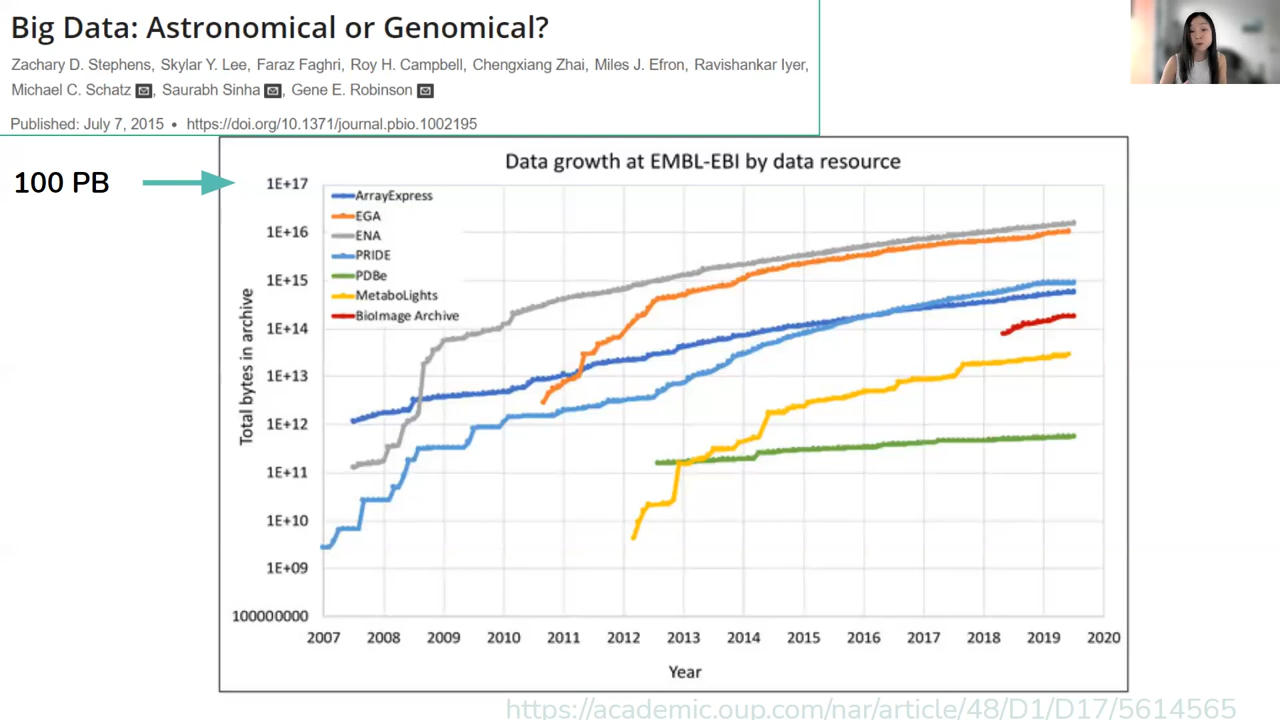 Big Data: Astronomical or Genomical?
Zachary D. Stephens, Skylar Y. Lee, Faraz Faghri, Roy H. Campbell, Chengxiang Zhai, Miles J. Efron, Ravishankar Iyer,
Michael C. Schatz, Saurabh Sinha, Gene E. Robinson
Published: July 7, 2015 • https://doi.org/10.1371/journal.pbio.1002195
100 PB
Data growth at EMBL-EBI by data resource
Total bytes in archive
1E+17
1E+16
1E+15
1E+14
1E+13
1E+12
1E+11
1E+10
1E+09
100000000
ArrayExpress
EGA
ENA
PRIDE
PDBe
MetaboLights
BioImage Archive
2007 2008 2009 2010 2011 2012 2013 2014 2015 2016 2017 2018 2019 2020
Year
https://academic.oup.com/nar/article/48/D1/D17/5614565